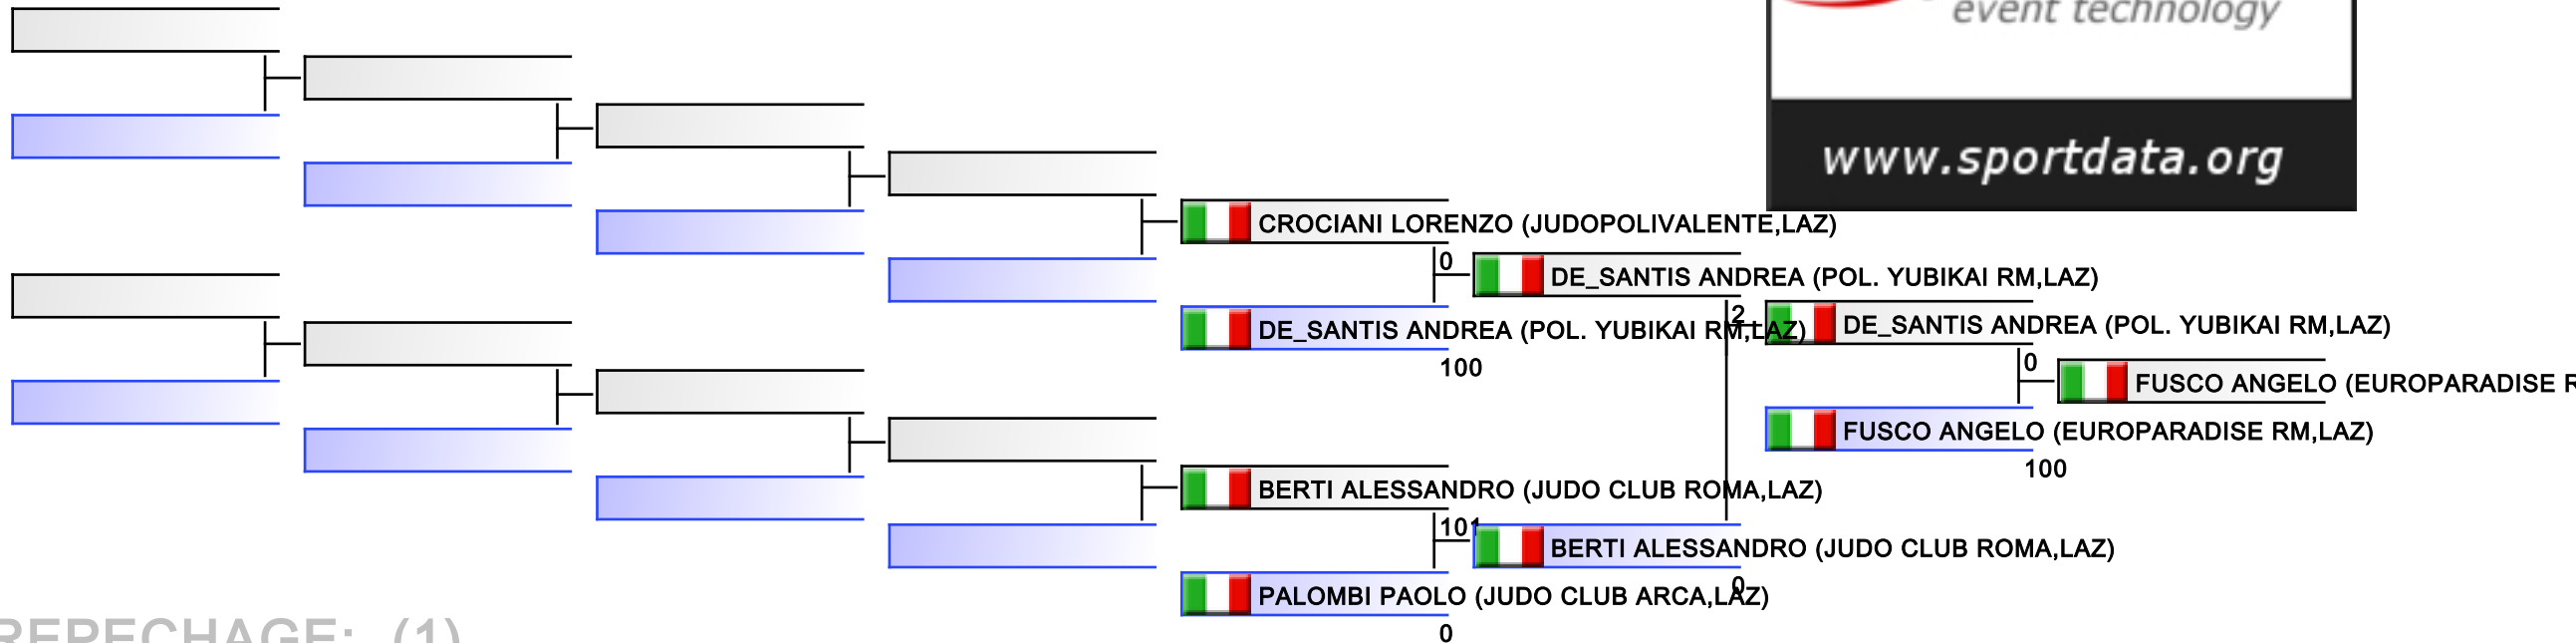 event technology
www.sportdata.org
CROCIANI LORENZO (JUDOPOLIVALENTE,LAZ)
0
DE_SANTIS ANDREA (POL. YUBIKAI RM,LAZ)
2
DE_SANTIS ANDREA (POL. YUBIKAI RM,LAZ)
DE_SANTIS ANDREA (POL. YUBIKAI RM,LAZ)
100
0
FUSCO ANGELO (EUROPARADISE R
FUSCO ANGELO (EUROPARADISE RM,LAZ)
100
BERTI ALESSANDRO (JUDO CLUB ROMA,LAZ)
101
BERTI ALESSANDRO (JUDO CLUB ROMA,LAZ)
0
PALOMBI PAOLO (JUDO CLUB ARCA,LAZ)
0
REPECHAGE: (1)